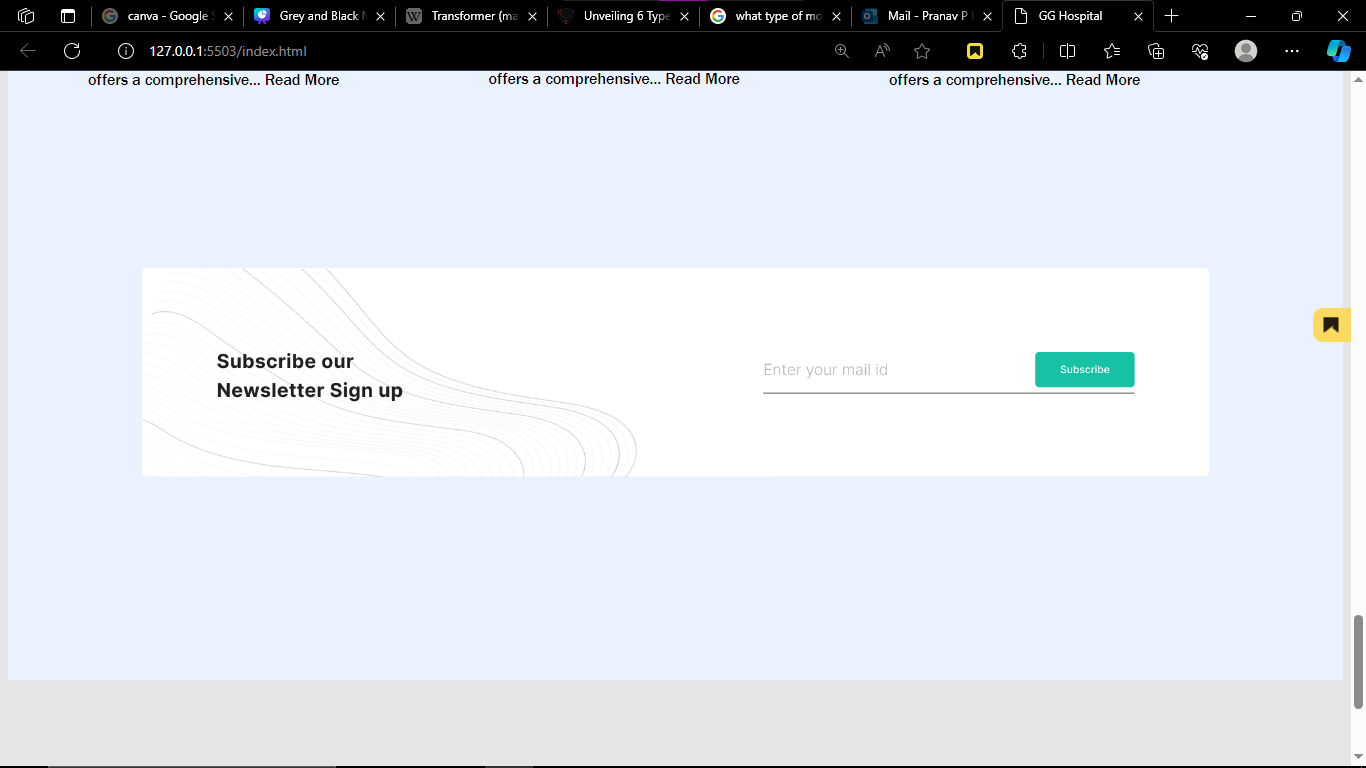 canva - Google S
Grey and Black M
Transformer (ma
Unveiling 6 Type
what type of mo
Mail - Pranav P
GG Hospital
127.0.0.1:5503/index.html
offers a comprehensive... Read More
offers a comprehensive... Read More
offers a comprehensive... Read More
Subscribe our
Newsletter Sign up
Enter your mail id
Subscribe